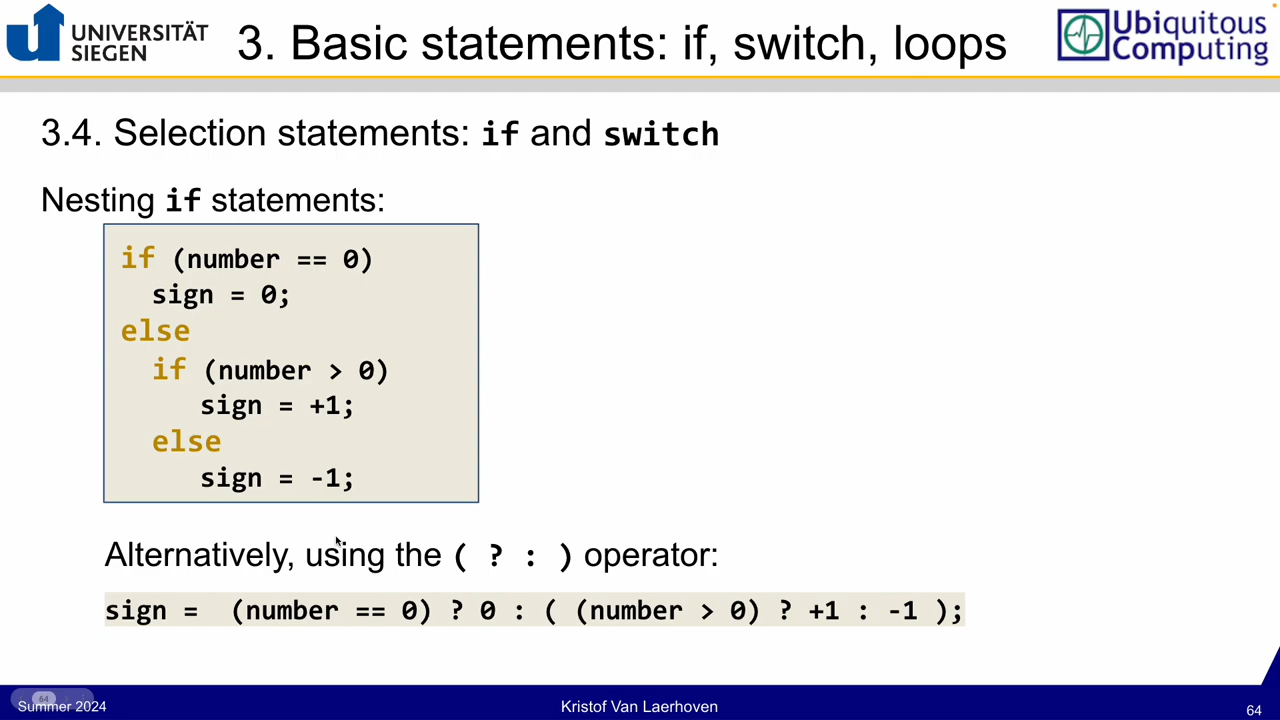 UNIVERSITÄT
SIEGEN
3. Basic statements: if, switch, loops
Ubiquitous
Computing
3.4. Selection statements: if and switch
Nesting if statements:
if (number == 0)
sign = 0;
else
if (number > 0)
sign = +1;
else
sign = -1;
Alternatively, using the ( ? : ) operator:
sign = (number == 0) ? 0 : ( (number > 0) ? +1 : -1 );
64
Summer 2024
Kristof Van Laerhoven
64